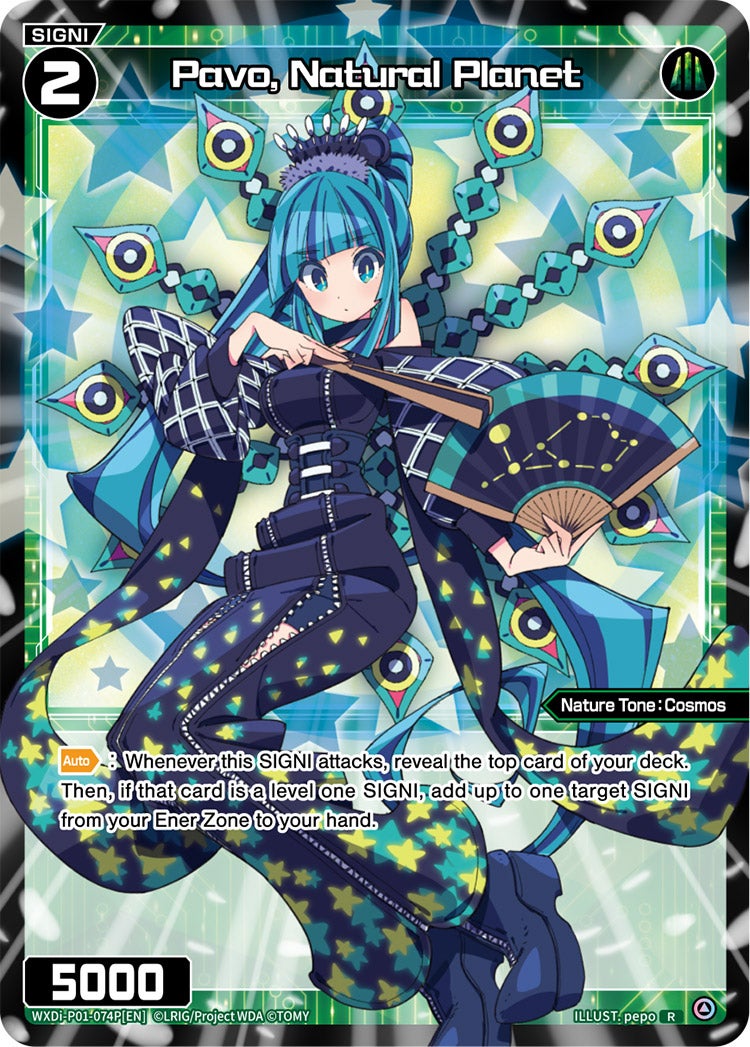 SIGNI
2
Pavo, Natural Planet
Nature Tone:Cosmos
Auto : Whenever this SIGNI attacks, reveal the top card of your deck.
Then, if that card is a level one SIGNI, add up to one target SIGNI
from your Ener Zone to your hand.
5000
WXDi-P01-074P[EN] ©LRIG/Project WDA ©TOMY
ILLUST. pepo R